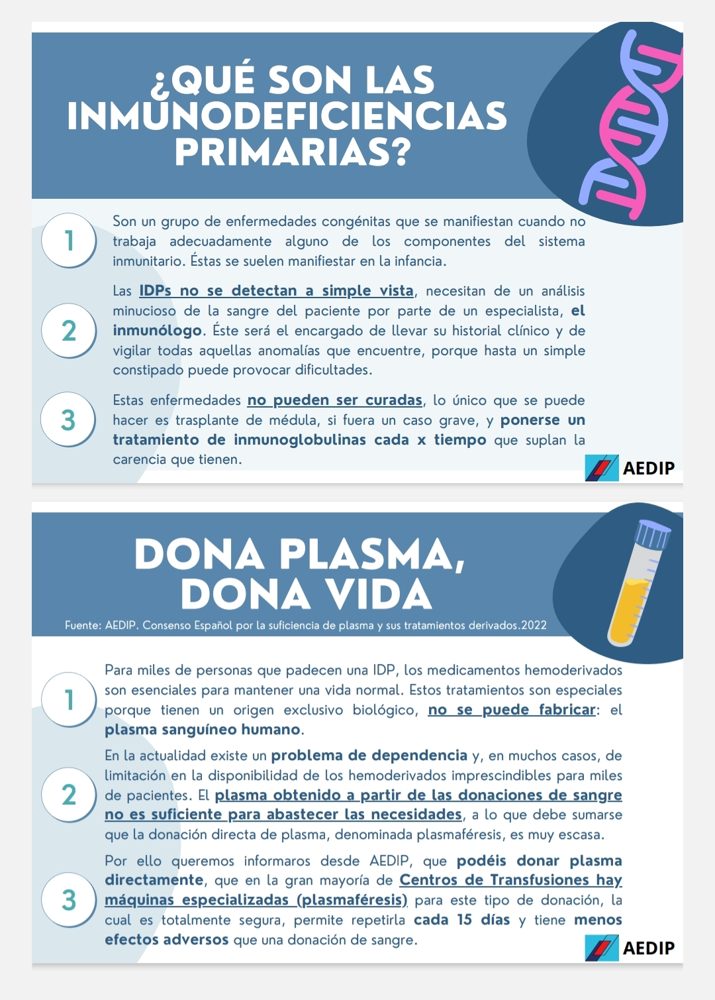 ¿QUÉ SON LAS
INMUNODEFICIENCIAS
PRIMARIAS?
1
Son un grupo de enfermedades congénitas que se manifiestan cuando no
trabaja adecuadamente alguno de los componentes del sistema
inmunitario. Éstas se suelen manifiestar en la infancia.
2
Las IDPs no se detectan a simple vista, necesitan de un análisis
minucioso de la sangre del paciente por parte de un especialista, el
inmunólogo. Éste será el encargado de llevar su historial clínico y de
vigilar todas aquellas anomalías que encuentre, porque hasta un simple
constipado puede provocar dificultades.
3
Estas enfermedades no pueden ser curadas, lo único que se puede
hacer es trasplante de médula, si fuera un caso grave, y ponerse un
tratamiento de inmunoglobulinas cada x tiempo que suplan la
carencia que tienen.
AEDIP
DONA PLASMA,
DONA VIDA
Fuente: AEDIP. Consenso Español por la suficiencia de plasma y sus tratamientos derivados.2022
1
Para miles de personas que padecen una IDP, los medicamentos hemoderivados
son esenciales para mantener una vida normal. Estos tratamientos son especiales
porque tienen un origen exclusivo biológico, no se puede fabricar: el
plasma sanguíneo humano.
2
En la actualidad existe un problema de dependencia y, en muchos casos, de
limitación en la disponibilidad de los hemoderivados imprescindibles para miles
de pacientes. El plasma obtenido a partir de las donaciones de sangre
no es suficiente para abastecer las necesidades, a lo que debe sumarse
que la donación directa de plasma, denominada plasmaféresis, es muy escasa.
3
Por ello queremos informaros desde AEDIP, que podéis donar plasma
directamente, que en la gran mayoría de Centros de Transfusiones hay
máquinas especializadas (plasmaféresis) para este tipo de donación, la
cual es totalmente segura, permite repetirla cada 15 días y tiene menos
efectos adversos que una donación de sangre.
AEDIP